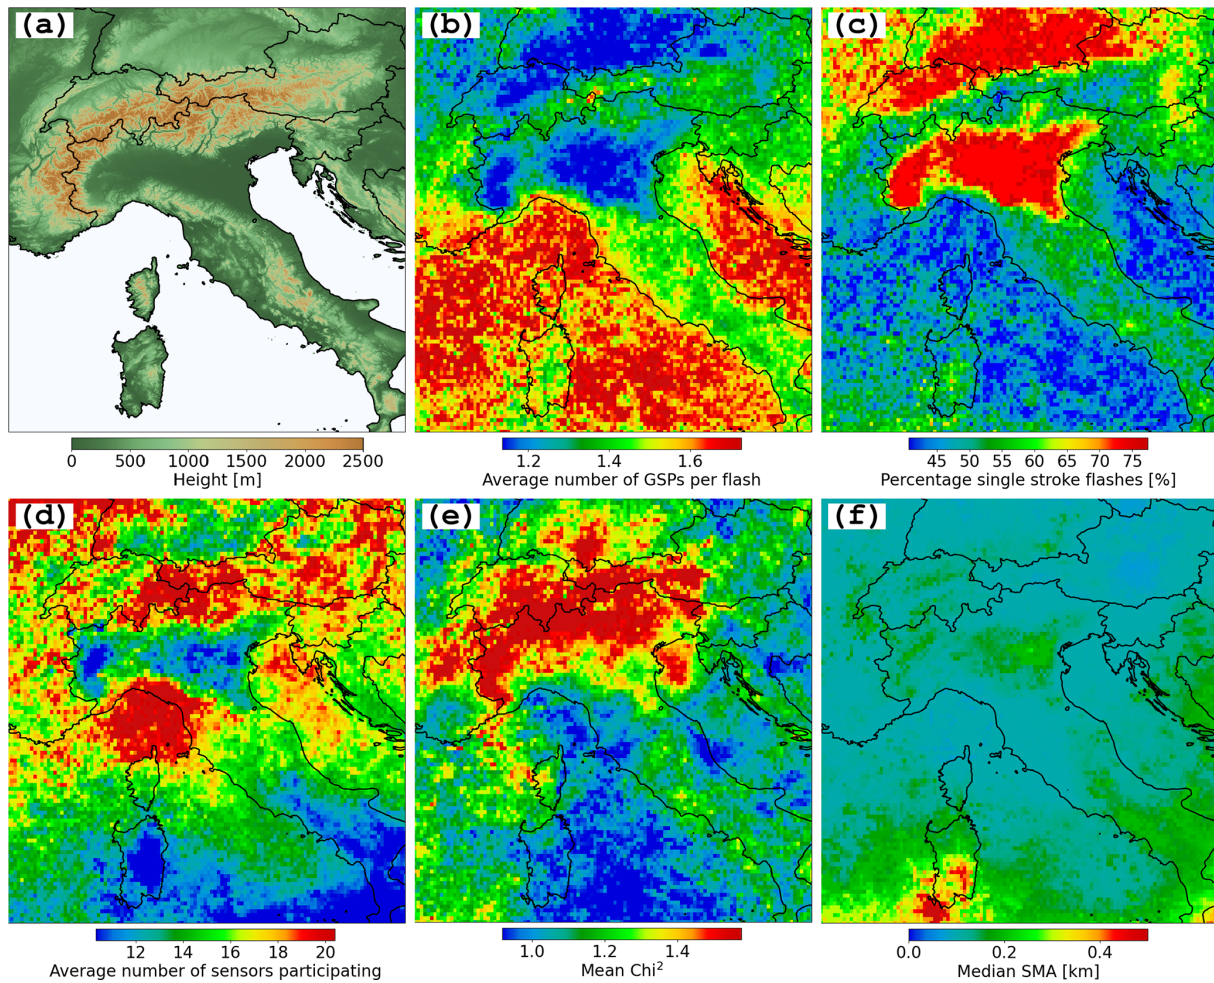 (a) (b) (c)
0 500 1000 1500 2000 2500
Height [m]
1.2 1.4 1.6
Average number of GSPs per flash
45 50 55 60 65 70 75
Percentage single stroke flashes [%]
(d) (e) (f)
12 14 16 18 20
Average number of sensors participating
1.0 1.2 1.4
Mean Chi²
0.0 0.2 0.4
Median SMA [km]